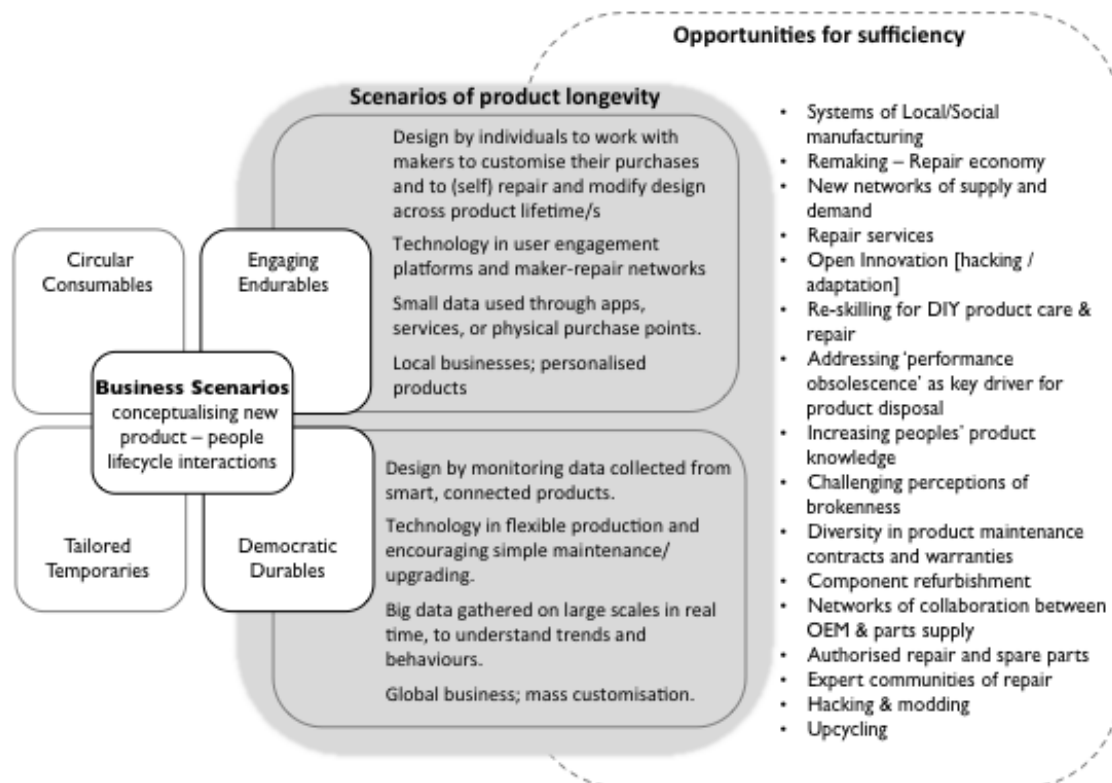 Opportunities for sufficiency
Scenarios of product longevity
Design by individuals to work with
makers to customise their purchases
and to (self) repair and modify design
across product lifetime/s
Technology in user engagement
platforms and maker-repair networks
Small data used through apps,
services, or physical purchase points.
Local businesses; personalised
products
Circular
Consumables
Engaging
Endurables
Business Scenarios
conceptualising new
product – people
lifecycle interactions
Tailored
Temporaries
Democratic
Durables
Design by monitoring data collected from
smart, connected products.
Technology in flexible production and
encouraging simple maintenance/
upgrading.
Big data gathered on large scales in real
time, to understand trends and
behaviours.
Global business; mass customisation.
• Systems of Local/Social
manufacturing
• Remaking – Repair economy
• New networks of supply and
demand
• Repair services
• Open Innovation [hacking /
adaptation]
• Re-skilling for DIY product care &
repair
• Addressing ‘performance
obsolescence’ as key driver for
product disposal
• Increasing peoples’ product
knowledge
• Challenging perceptions of
brokenness
• Diversity in product maintenance
contracts and warranties
• Component refurbishment
• Networks of collaboration between
OEM & parts supply
• Authorised repair and spare parts
• Expert communities of repair
• Hacking & modding
• Upcycling